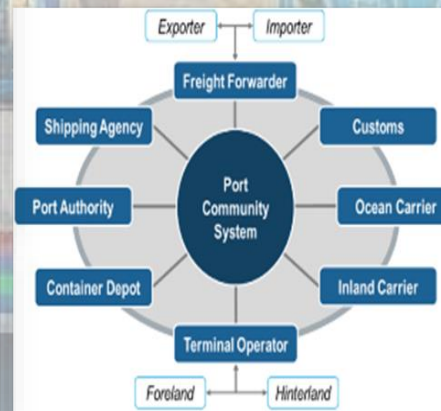 Exporter
Importer
Freight Forwarder
Shipping Agency
Customs
Port
Community
System
Port Authority
Ocean Carrier
Container Depot
Inland Carrier
Terminal Operator
Foreland
Hinterland